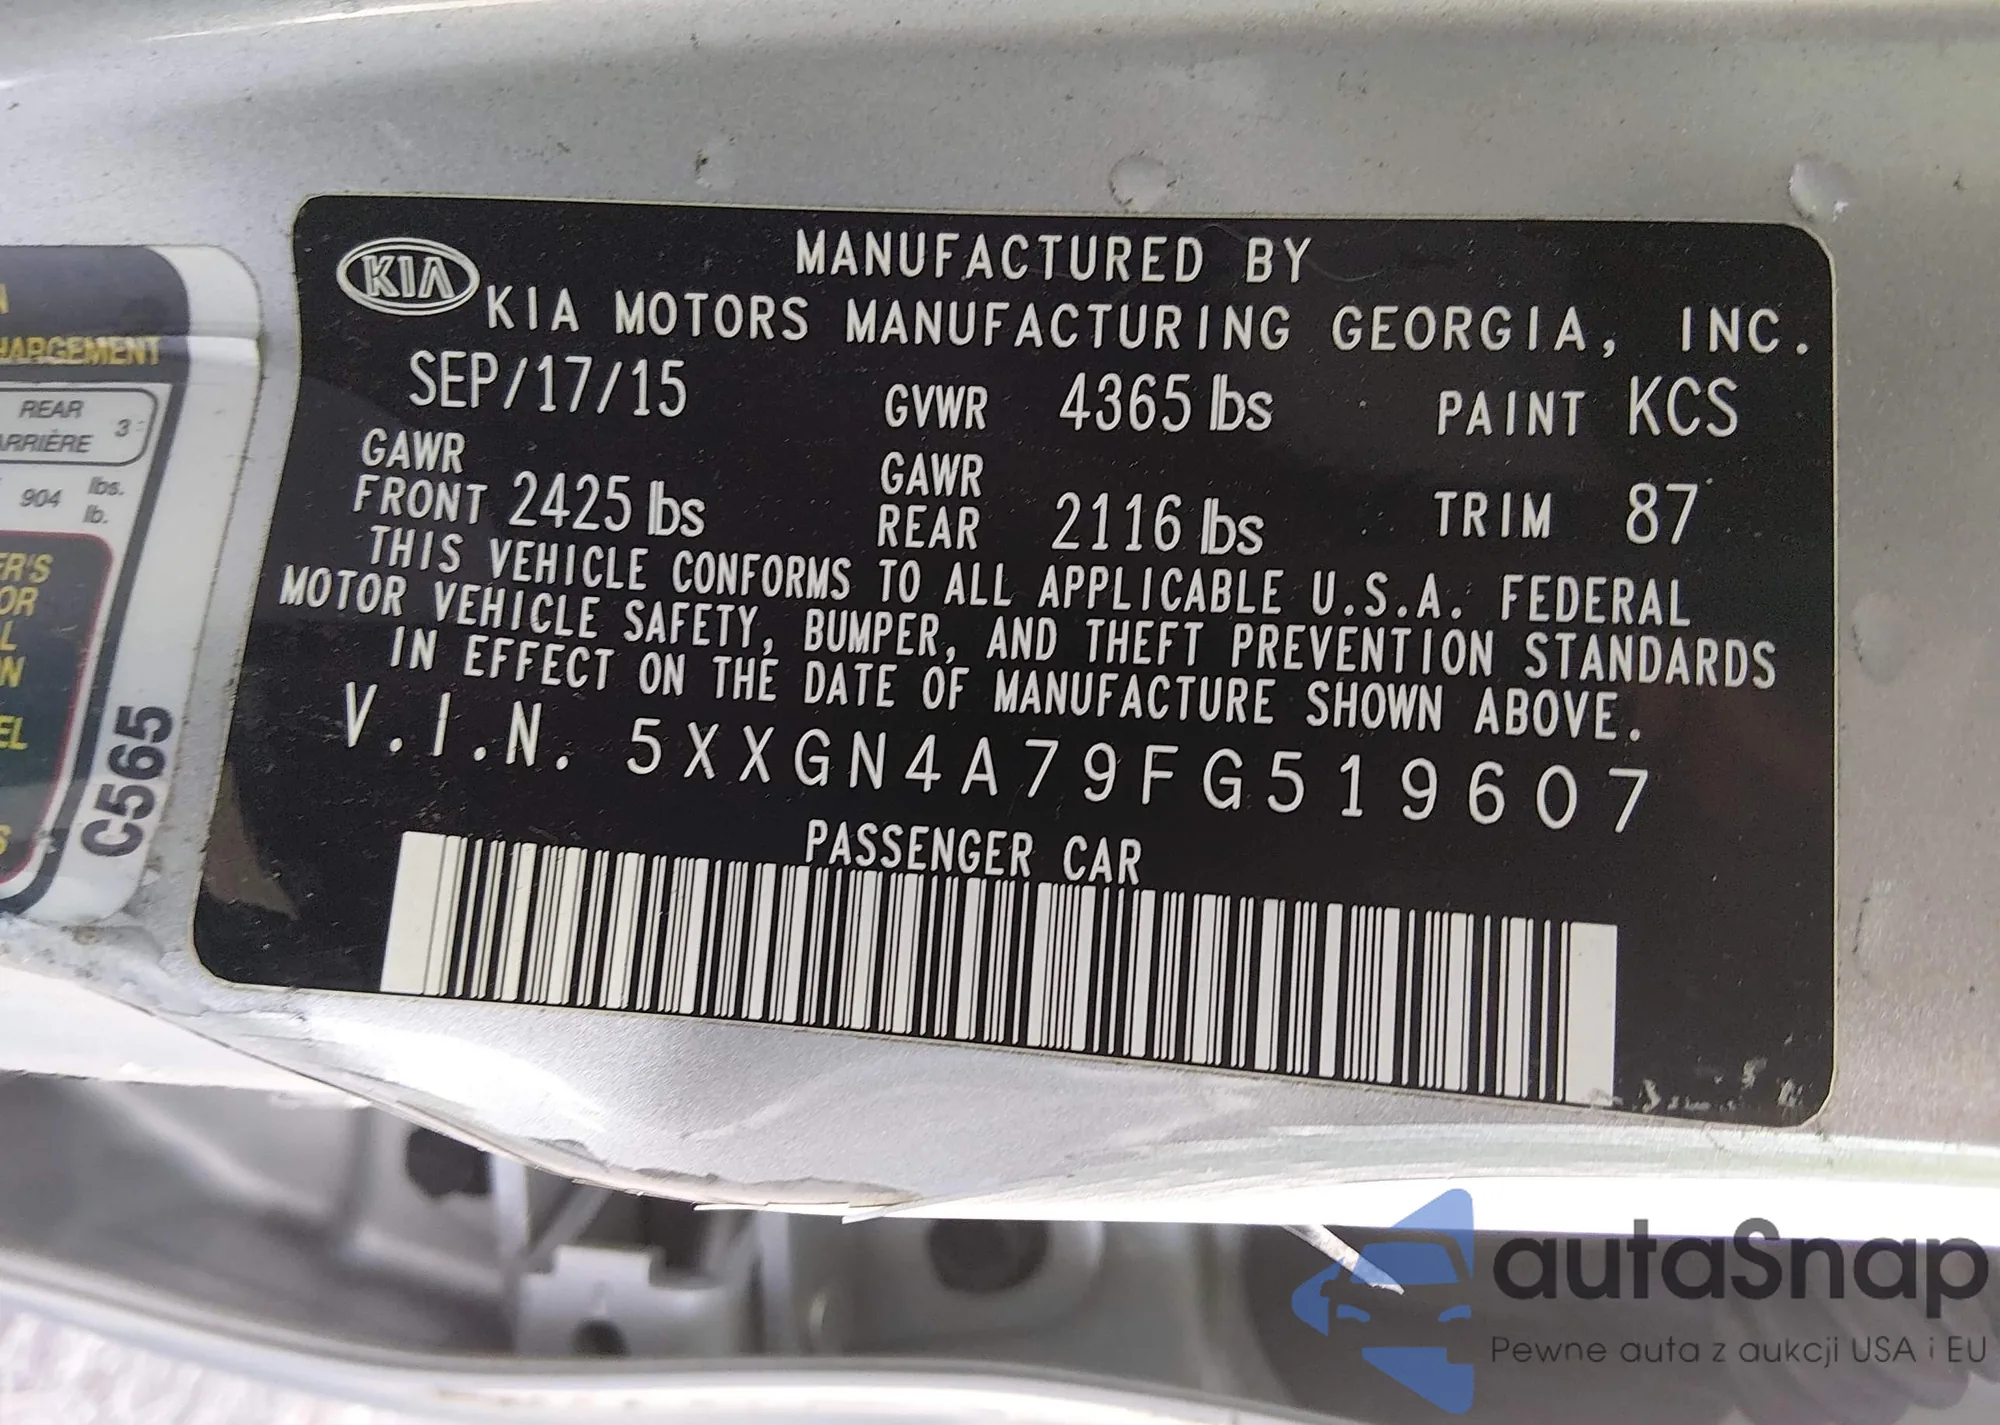 KIA
MANUFACTURED BY
KIA MOTORS MANUFACTURING GEORGIA, INC.
SEP/17/15 GVWR 4365 lbs PAINT KCS
GAWR FRONT 2425 lbs GAWR REAR 2116 lbs TRIM 87
THIS VEHICLE CONFORMS TO ALL APPLICABLE U.S.A. FEDERAL
MOTOR VEHICLE SAFETY, BUMPER, AND THEFT PREVENTION STANDARDS
IN EFFECT ON THE DATE OF MANUFACTURE SHOWN ABOVE.
V.I.N. 5XXGN4A79FG519607
PASSENGER CAR
REAR 3
904 lbs.
lb.
C565
autaSnap
Pewne auta z aukcji USA i EU